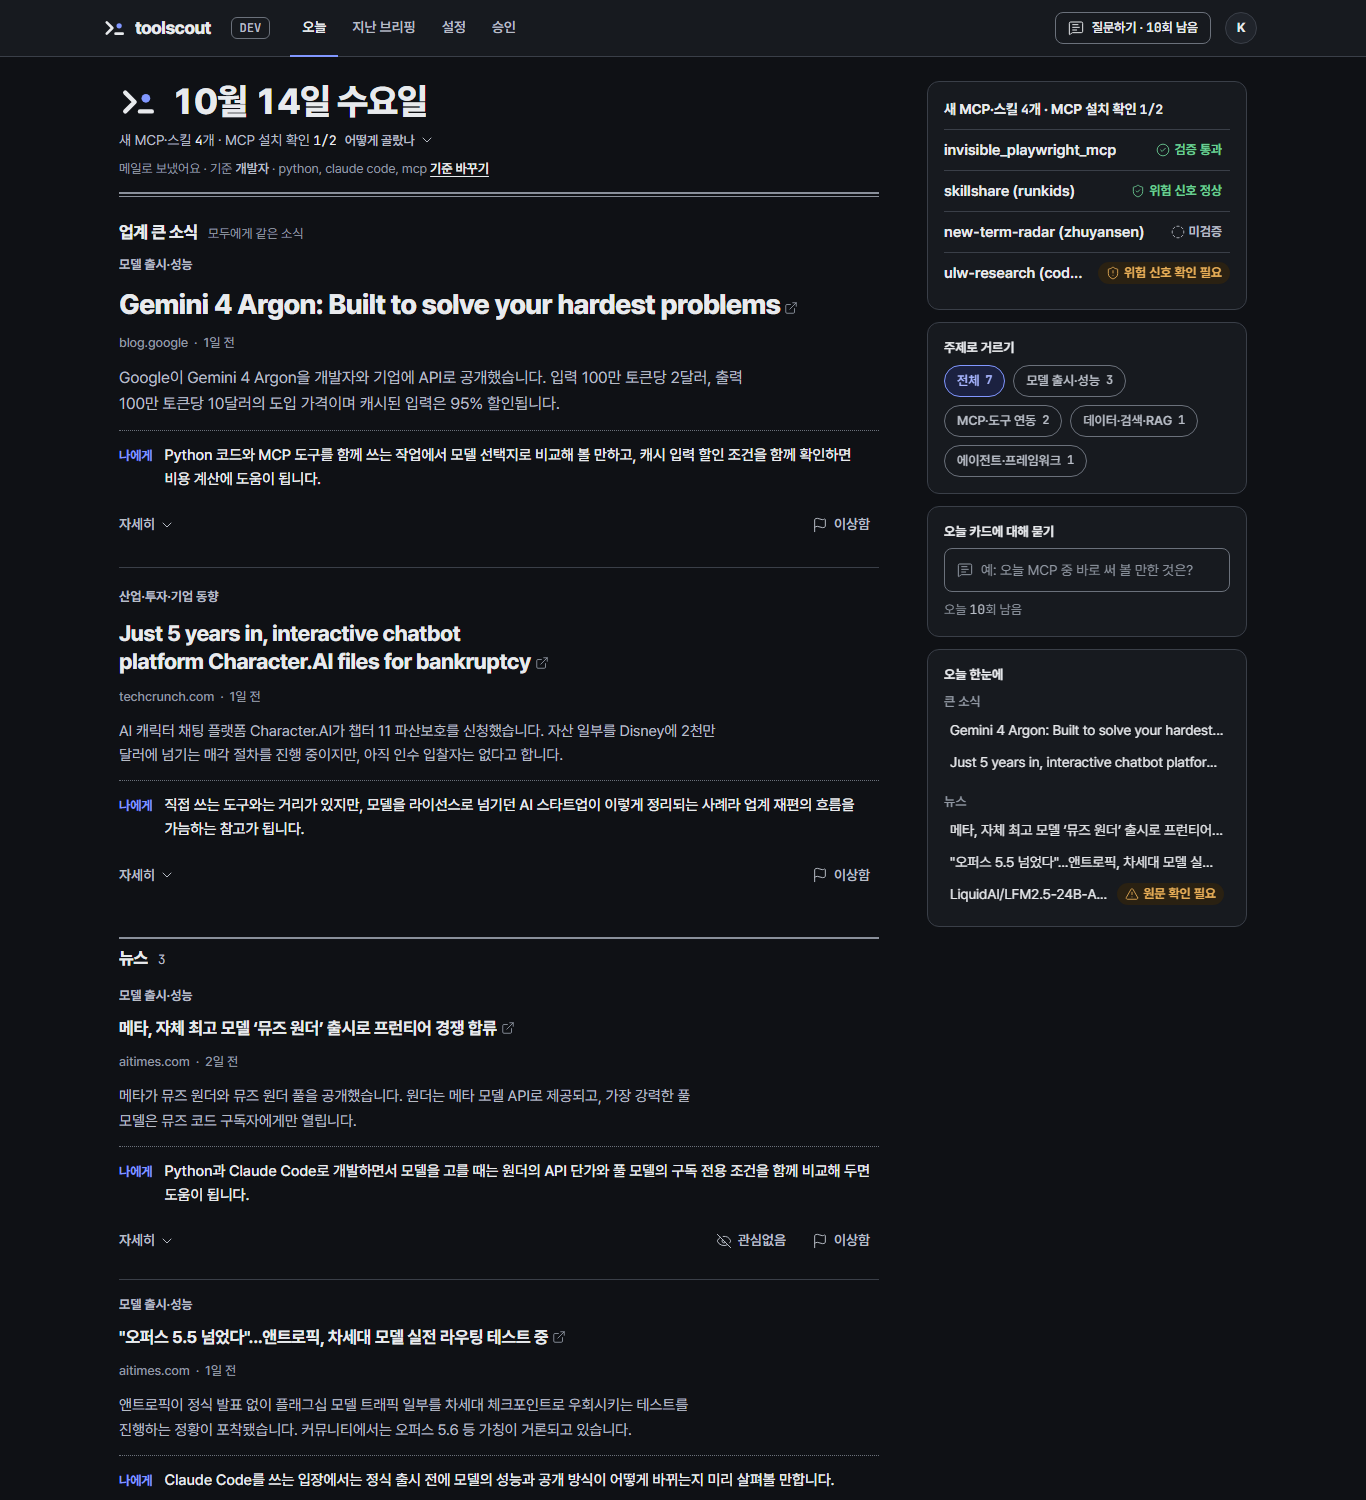 toolscout DEV 오늘 지난 브리핑 설정 승인 질문하기 · 10회 남음 K
10월 14일 수요일
새 MCP·스킬 4개 · MCP 설치 확인 1/2 어떻게 골랐나
메일로 보냈어요 · 기준 개발자 · python, claude code, mcp 기준 바꾸기
업계 큰 소식 모두에게 같은 소식
모델 출시·성능
Gemini 4 Argon: Built to solve your hardest problems
blog.google · 1일 전
Google이 Gemini 4 Argon을 개발자와 기업에 API로 공개했습니다. 입력 100만 토큰당 2달러, 출력
100만 토큰당 10달러의 도입 가격이며 캐시된 입력은 95% 할인됩니다.
나에게 Python 코드와 MCP 도구를 함께 쓰는 작업에서 모델 선택지로 비교해 볼 만하고, 캐시 입력 할인 조건을 함께 확인하면
비용 계산에 도움이 됩니다.
자세히 이상함
산업·투자·기업 동향
Just 5 years in, interactive chatbot
platform Character.AI files for bankruptcy
techcrunch.com · 1일 전
AI 캐릭터 채팅 플랫폼 Character.AI가 챕터 11 파산보호를 신청했습니다. 자산 일부를 Disney에 2천만
달러에 넘기는 매각 절차를 진행 중이지만, 아직 인수 입찰자는 없다고 합니다.
나에게 직접 쓰는 도구와는 거리가 있지만, 모델을 라이선스로 넘기던 AI 스타트업이 이렇게 정리되는 사례라 업계 재편의 흐름을
가늠하는 참고가 됩니다.
자세히 이상함
뉴스 3
모델 출시·성능
메타, 자체 최고 모델 ‘뮤즈 원더’ 출시로 프런티어 경쟁 합류
aitimes.com · 2일 전
메타가 뮤즈 원더와 뮤즈 원더 풀을 공개했습니다. 원더는 메타 모델 API로 제공되고, 가장 강력한 풀
모델은 뮤즈 코드 구독자에게만 열립니다.
나에게 Python과 Claude Code로 개발하면서 모델을 고를 때는 원더의 API 단가와 풀 모델의 구독 전용 조건을 함께 비교해 두면
도움이 됩니다.
자세히 관심없음 이상함
모델 출시·성능
"오퍼스 5.5 넘었다"...앤트로픽, 차세대 모델 실전 라우팅 테스트 중
aitimes.com · 1일 전
앤트로픽이 정식 발표 없이 플래그십 모델 트래픽 일부를 차세대 체크포인트로 우회시키는 테스트를
진행하는 정황이 포착됐습니다. 커뮤니티에서는 오퍼스 5.6 등 가칭이 거론되고 있습니다.
나에게 Claude Code를 쓰는 입장에서는 정식 출시 전에 모델의 성능과 공개 방식이 어떻게 바뀌는지 미리 살펴볼 만합니다.
새 MCP·스킬 4개 · MCP 설치 확인 1/2
invisible_playwright_mcp 검증 통과
skillshare (runkids) 위험 신호 정상
new-term-radar (zhuyansen) 미검증
ulw-research (cod... 위험 신호 확인 필요
주제로 거르기
전체 7 모델 출시·성능 3
MCP·도구 연동 2 데이터·검색·RAG 1
에이전트·프레임워크 1
오늘 카드에 대해 묻기
예: 오늘 MCP 중 바로 써 볼 만한 것은?
오늘 10회 남음
오늘 한눈에
큰 소식
Gemini 4 Argon: Built to solve your hardest...
Just 5 years in, interactive chatbot platfor...
뉴스
메타, 자체 최고 모델 ‘뮤즈 원더’ 출시로 프런티어...
"오퍼스 5.5 넘었다"...앤트로픽, 차세대 모델 실...
LiquidAI/LFM2.5-24B-A... 원문 확인 필요